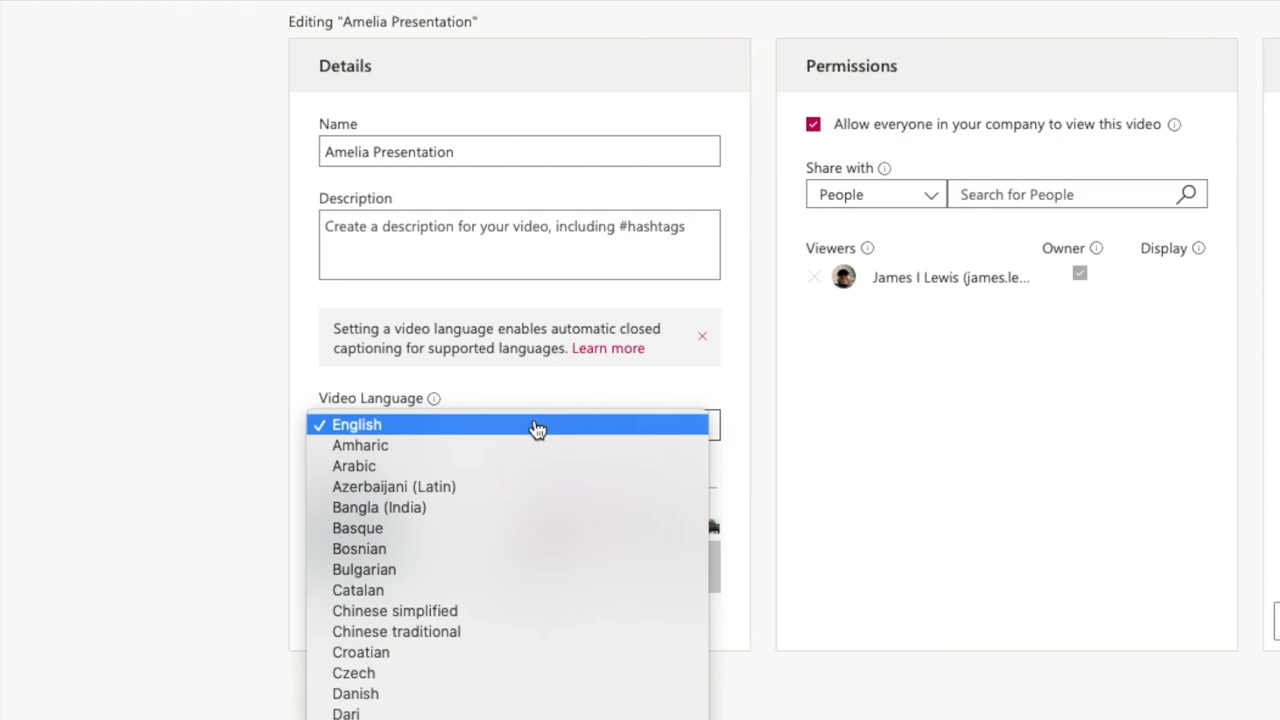 Editing "Amelia Presentation"
Details
Name
Amelia Presentation
Description
Create a description for your video, including #hashtags
Setting a video language enables automatic closed
captioning for supported languages. Learn more
Video Language
English
Amharic
Arabic
Azerbaijani (Latin)
Bangla (India)
Basque
Bosnian
Bulgarian
Catalan
Chinese simplified
Chinese traditional
Croatian
Czech
Danish
Dari
Permissions
Allow everyone in your company to view this video
Share with
People
Search for People
Viewers Owner Display
James I Lewis (james.le...